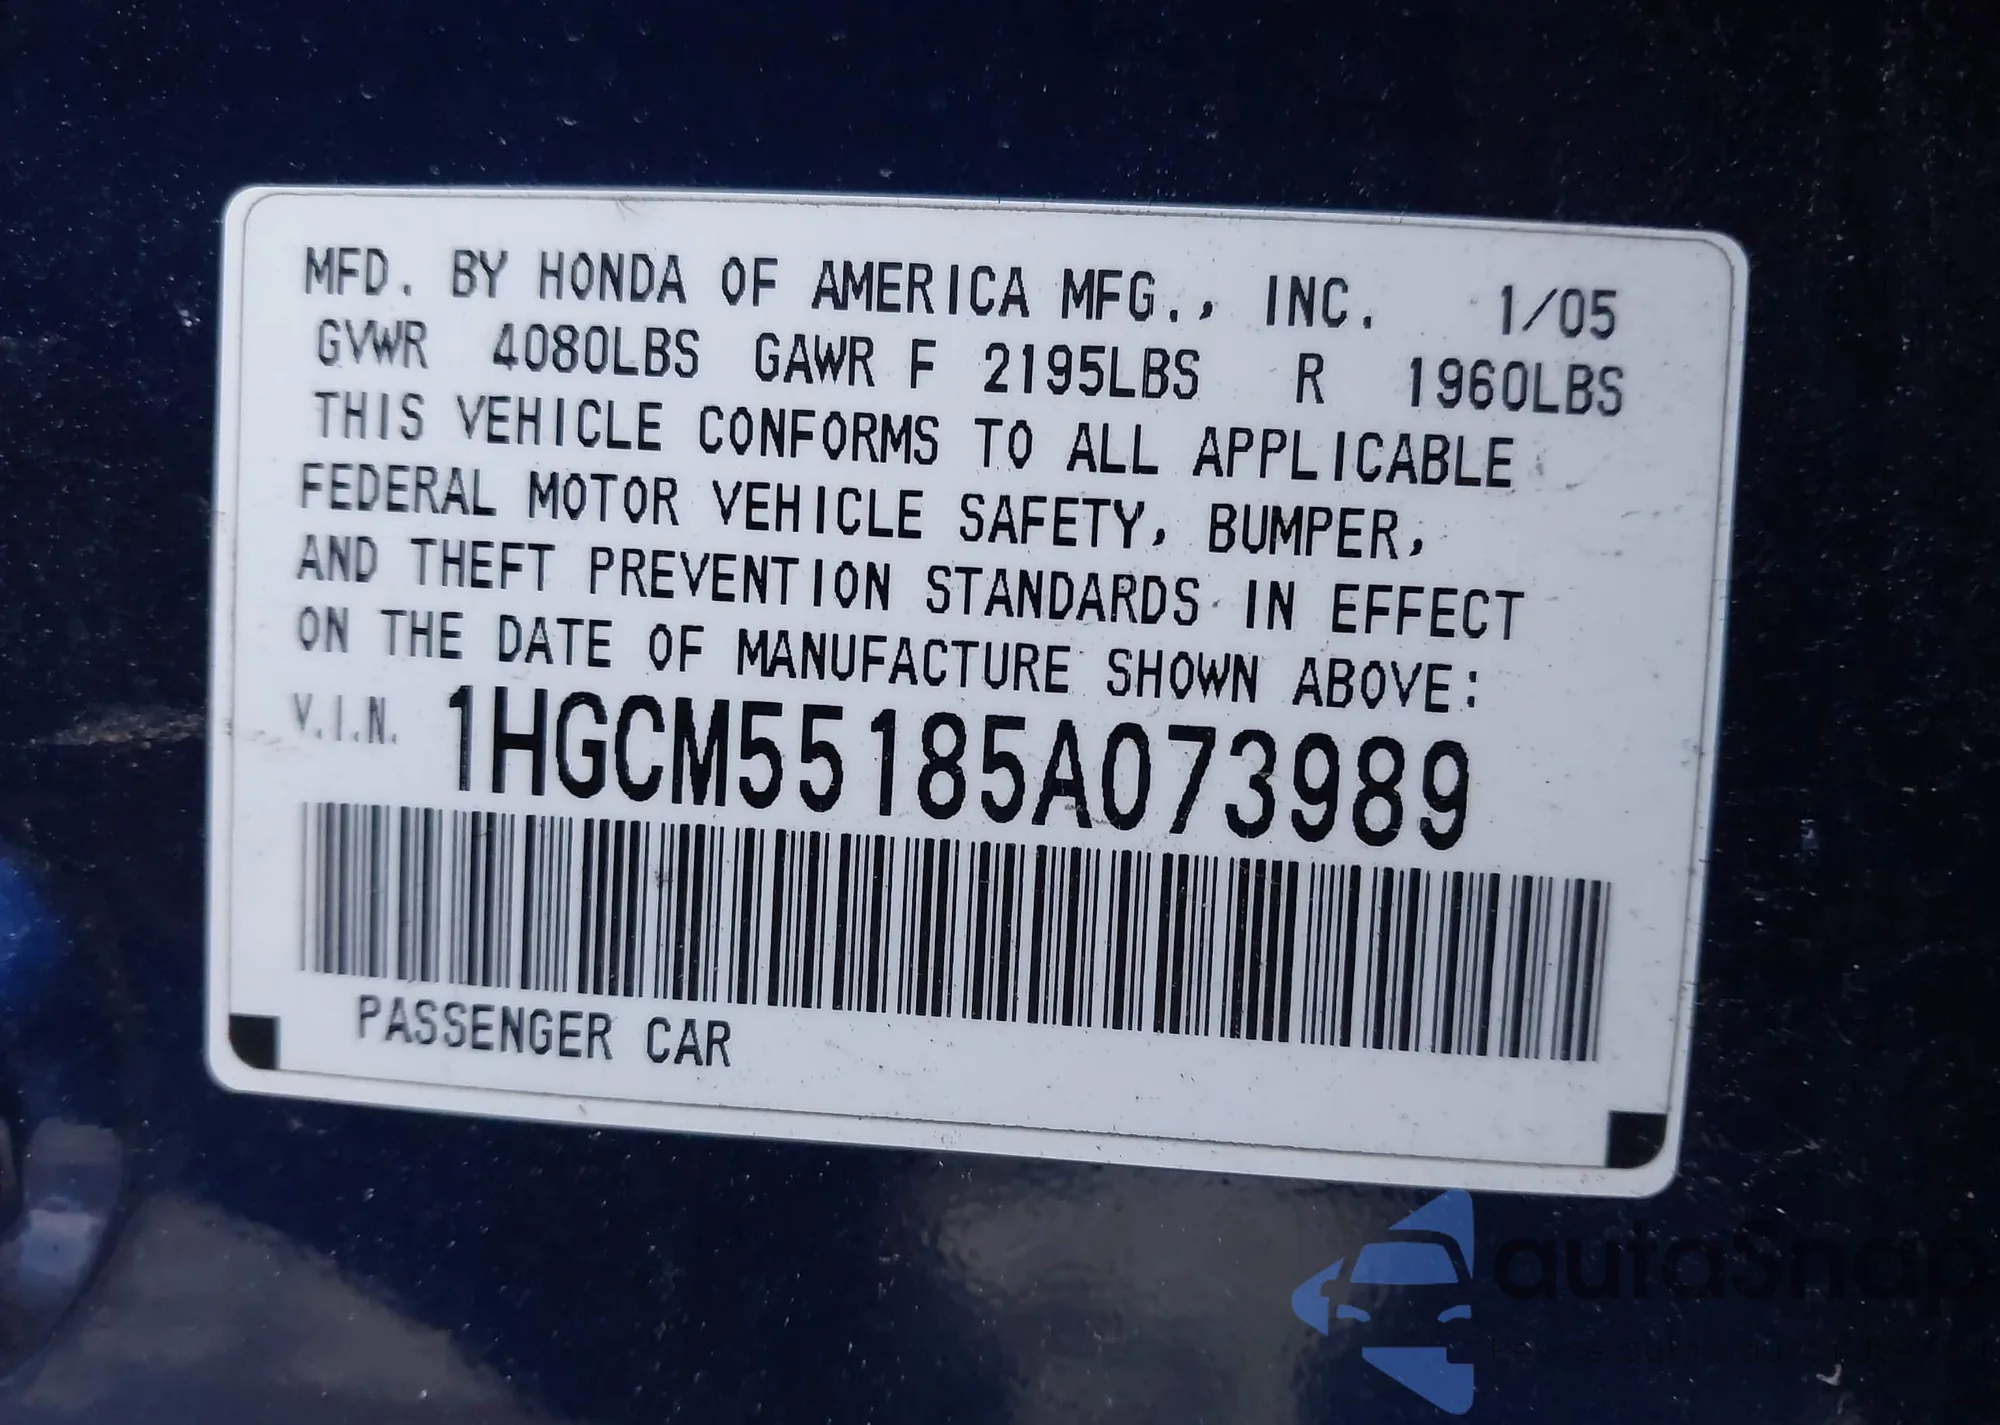 MFD. BY HONDA OF AMERICA MFG., INC. 1/05
GVWR 4080LBS GAWR F 2195LBS R 1960LBS
THIS VEHICLE CONFORMS TO ALL APPLICABLE
FEDERAL MOTOR VEHICLE SAFETY, BUMPER,
AND THEFT PREVENTION STANDARDS IN EFFECT
ON THE DATE OF MANUFACTURE SHOWN ABOVE:
V.I.N. 1HGCM55185A073989
PASSENGER CAR
autaSnap